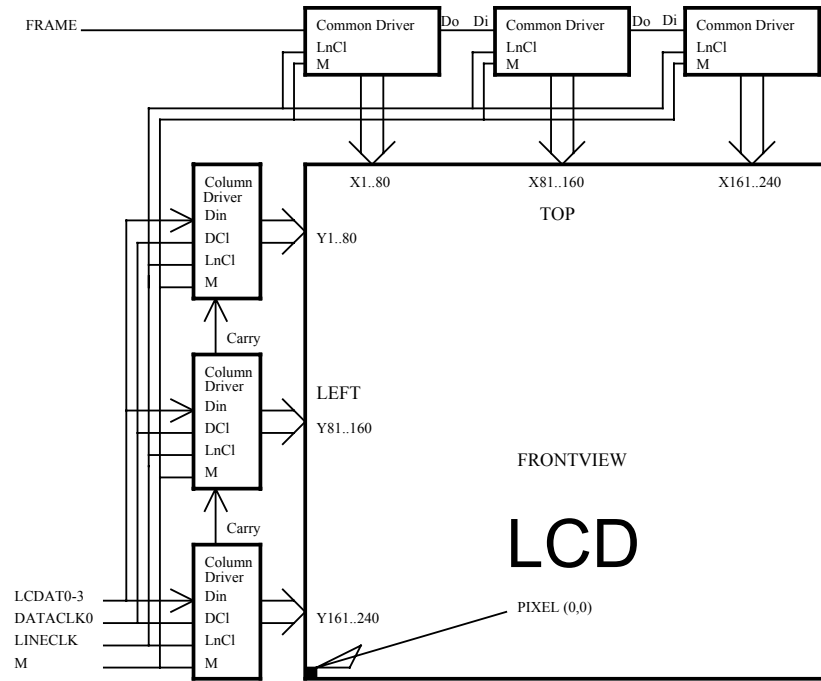 FRAME
Common Driver
LnCl
M
Do
Di
Common Driver
LnCl
M
Do
Di
Common Driver
LnCl
M
X1..80
X81..160
X161..240
TOP
Column
Driver
Din
DCl
LnCl
M
Y1..80
Carry
Column
Driver
Din
DCl
LnCl
M
LEFT
Y81..160
Carry
FRONTVIEW
LCD
Column
Driver
Din
DCl
LnCl
M
LCDAT0-3
DATACLK0
LINECLK
M
Y161..240
PIXEL (0,0)